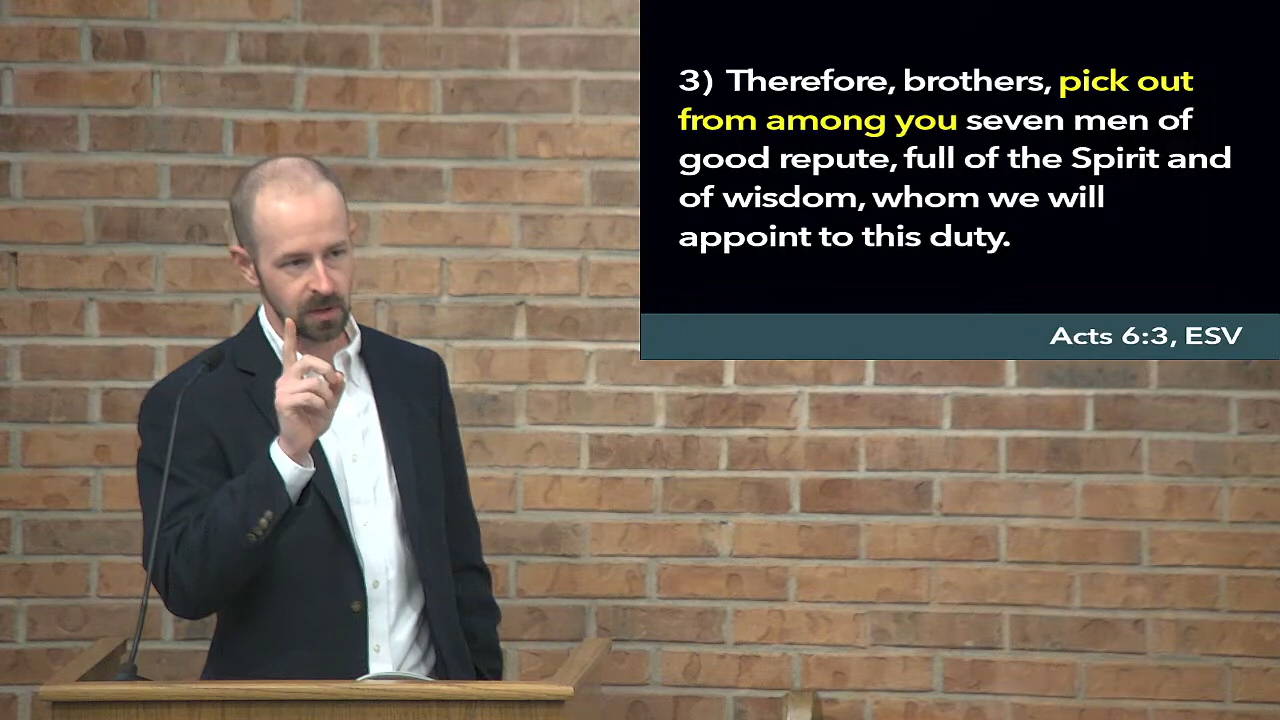 3) Therefore, brothers, pick out
from among you seven men of
good repute, full of the Spirit and
of wisdom, whom we will
appoint to this duty.
Acts 6:3, ESV